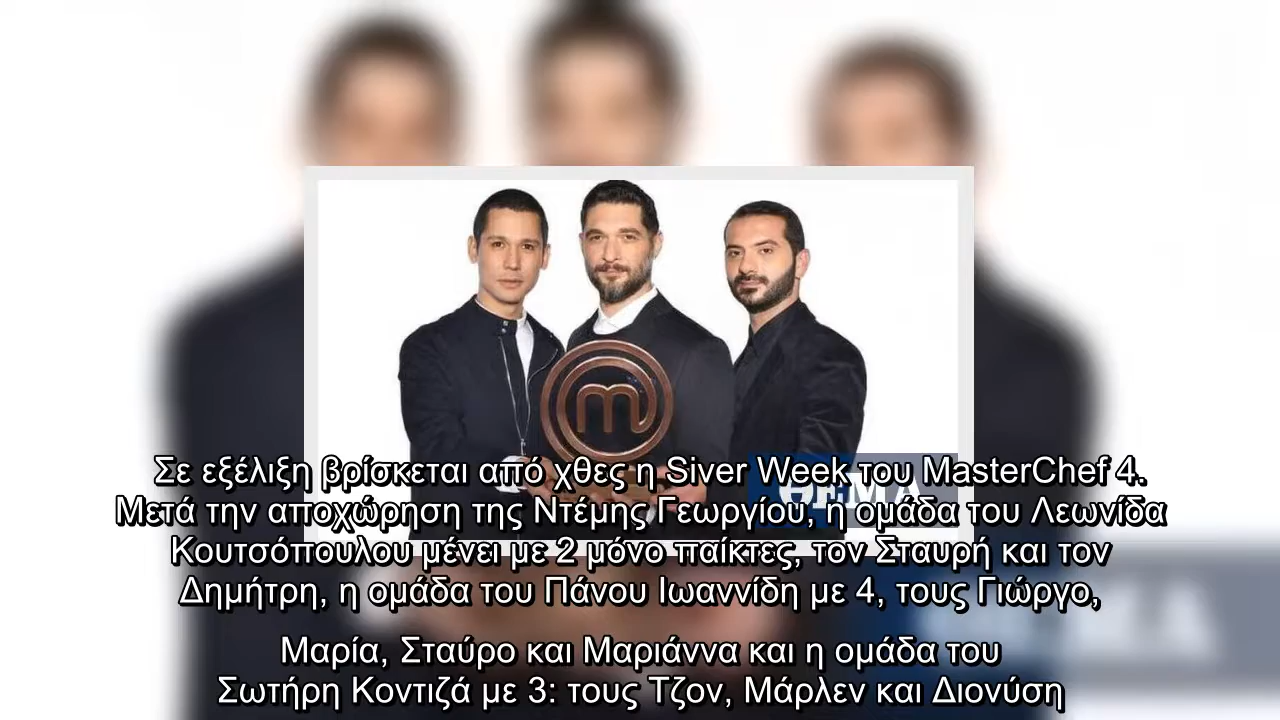 Σε εξέλιξη βρίσκεται από χθες η Siver Week του MasterChef 4.
Μετά την αποχώρηση της Ντέμης Γεωργίου, η ομάδα του Λεωνίδα
Κουτσόπουλου μένει με 2 μόνο παίκτες, τον Σταυρή και τον
Δημήτρη, η ομάδα του Πάνου Ιωαννίδη με 4, τους Γιώργο,
Μαρία, Σταύρο και Μαριάννα και η ομάδα του
Σωτήρη Κοντιζά με 3: τους Τζον, Μάρλεν και Διονύση
m
ΘΕΜΑ